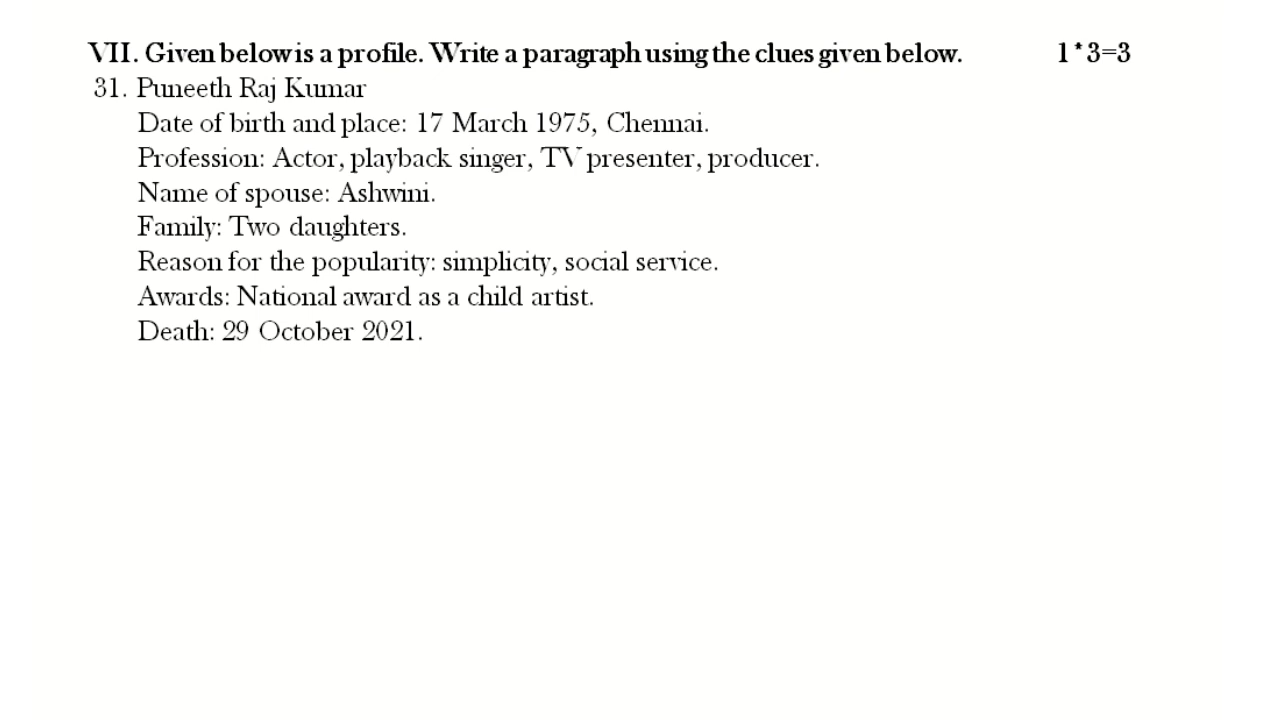 VII. Given below is a profile. Write a paragraph using the clues given below. 1*3=3
31. Puneeth Raj Kumar
Date of birth and place: 17 March 1975, Chennai.
Profession: Actor, playback singer, TV presenter, producer.
Name of spouse: Ashwini.
Family: Two daughters.
Reason for the popularity: simplicity, social service.
Awards: National award as a child artist.
Death: 29 October 2021.